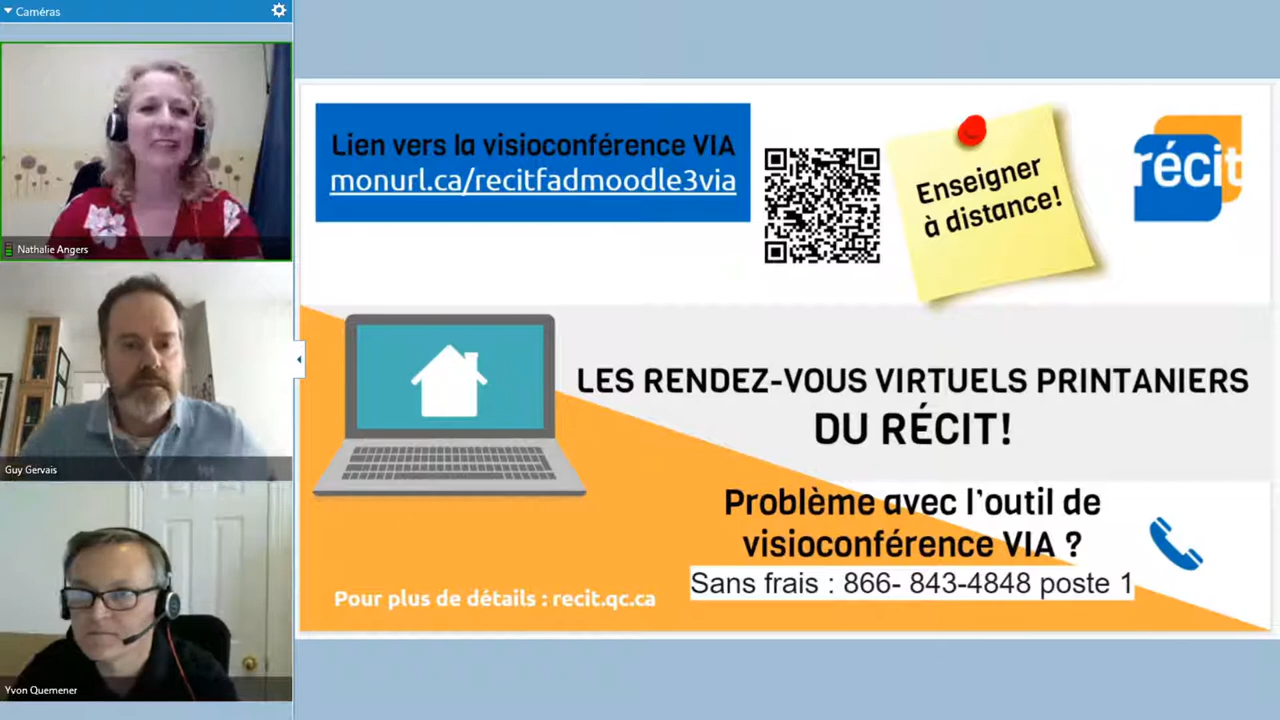 Caméras
Nathalie Angers
Guy Gervais
Yvon Quemener
Lien vers la visioconférence VIA
monurl.ca/recitfadmoodle3via
Enseigner
à distance!
récit
LES RENDEZ-VOUS VIRTUELS PRINTANIERS
DU RÉCIT!
Problème avec l'outil de
visioconférence VIA ?
Sans frais : 866- 843-4848 poste 1
Pour plus de détails : recit.qc.ca